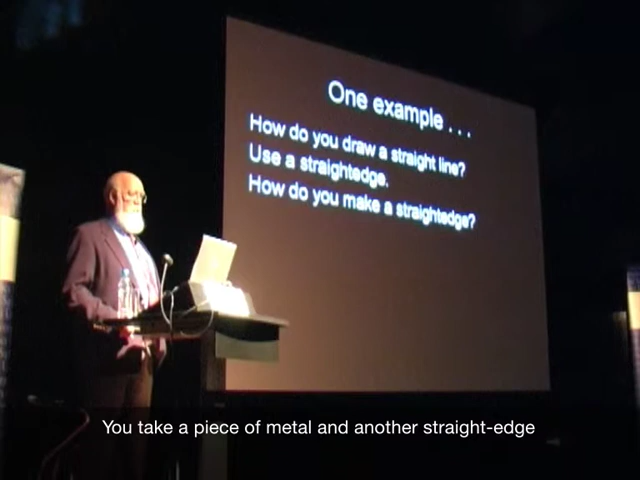 One example . . .
How do you draw a straight line?
Use a straightedge.
How do you make a straightedge?
You take a piece of metal and another straight-edge